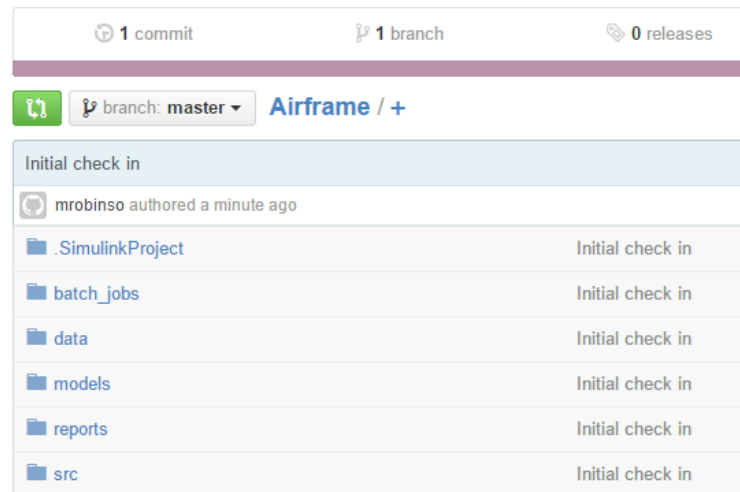 1 commit 1 branch 0 releases
branch: master Airframe / +
Initial check in
mrobinso authored a minute ago
.SimulinkProject Initial check in
batch_jobs Initial check in
data Initial check in
models Initial check in
reports Initial check in
src Initial check in